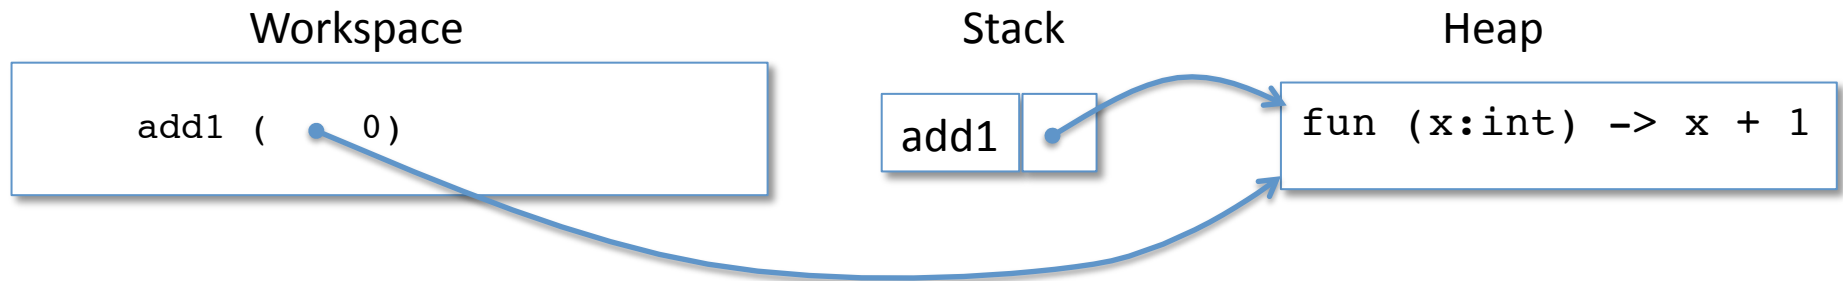 Workspace
Stack
Heap
add1 ( 0)
add1
fun (x:int) -> x + 1